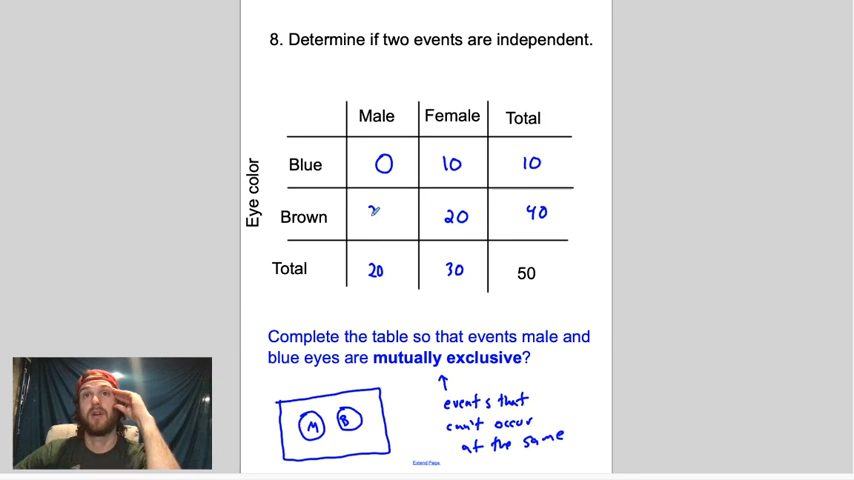 8. Determine if two events are independent.
Male Female Total
Eye color
Blue 0 10 10
Brown 20 40
Total 20 30 50
Complete the table so that events male and
blue eyes are mutually exclusive?
↑
events that
can't occur
at the same
M B
Extend Page